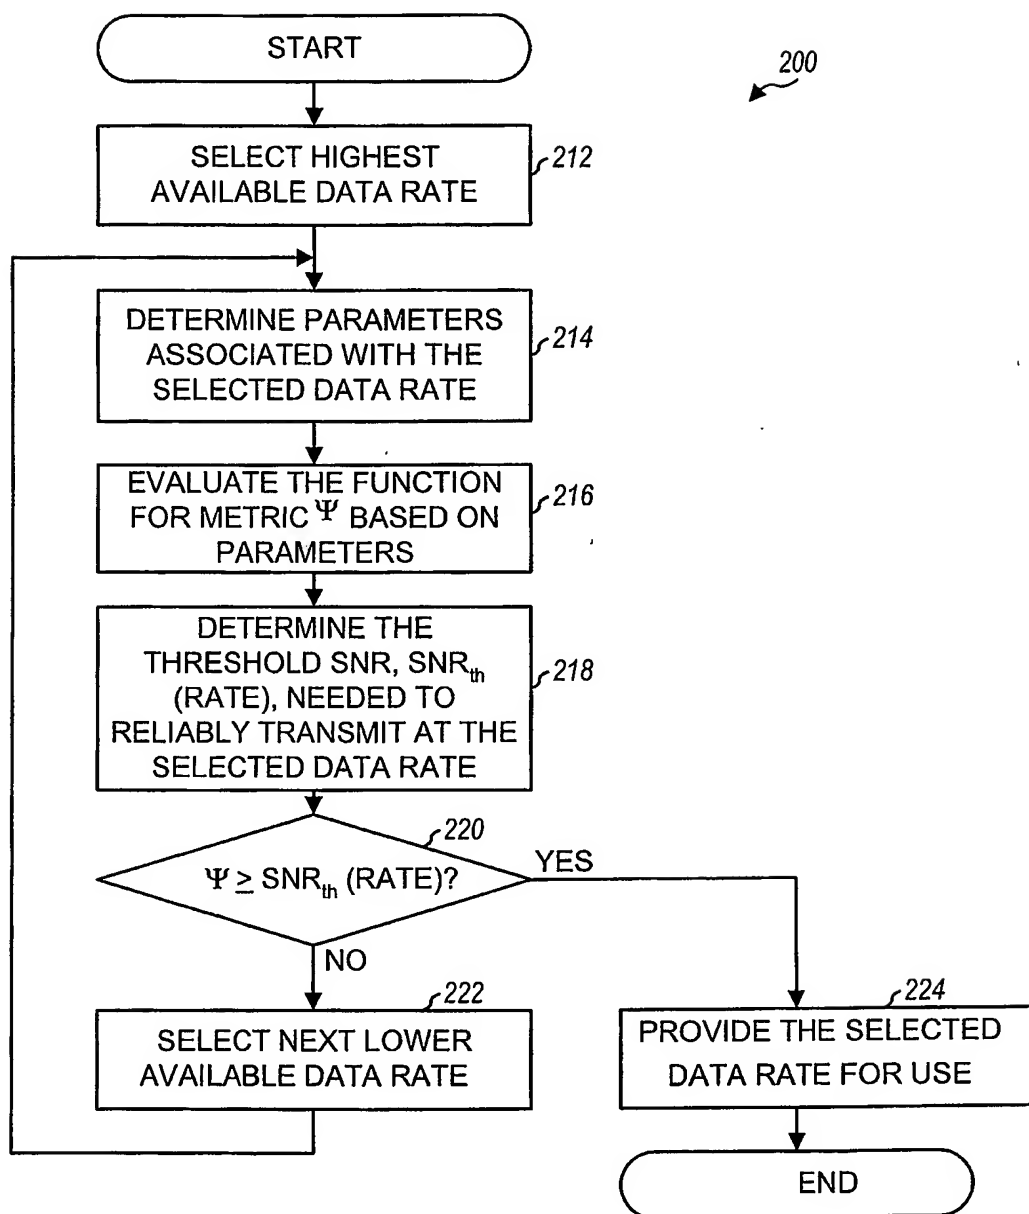 START
200
SELECT HIGHEST
AVAILABLE DATA RATE
212
DETERMINE PARAMETERS
ASSOCIATED WITH THE
SELECTED DATA RATE
214
EVALUATE THE FUNCTION
FOR METRIC Ψ BASED ON
PARAMETERS
216
DETERMINE THE
THRESHOLD SNR, SNRth
(RATE), NEEDED TO
RELIABLY TRANSMIT AT THE
SELECTED DATA RATE
218
220
Ψ ≥ SNRth (RATE)?
YES
NO
222
SELECT NEXT LOWER
AVAILABLE DATA RATE
224
PROVIDE THE SELECTED
DATA RATE FOR USE
END